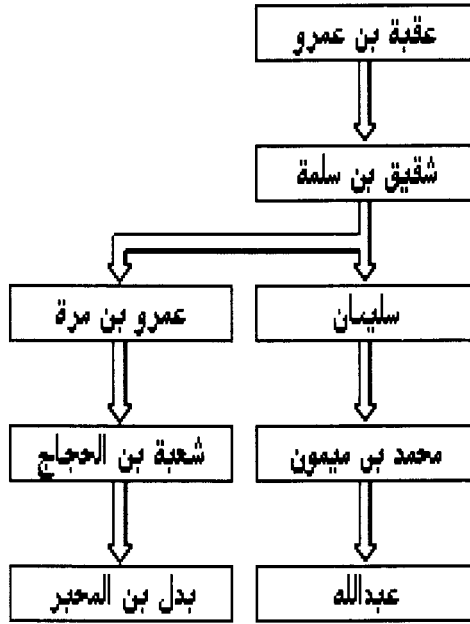 عقبة بن عمرو
شقيق بن سلمة
سليمان
عمرو بن مرة
محمد بن ميمون
شعبة بن الحجاج
عبدالله
بدل بن المحبر